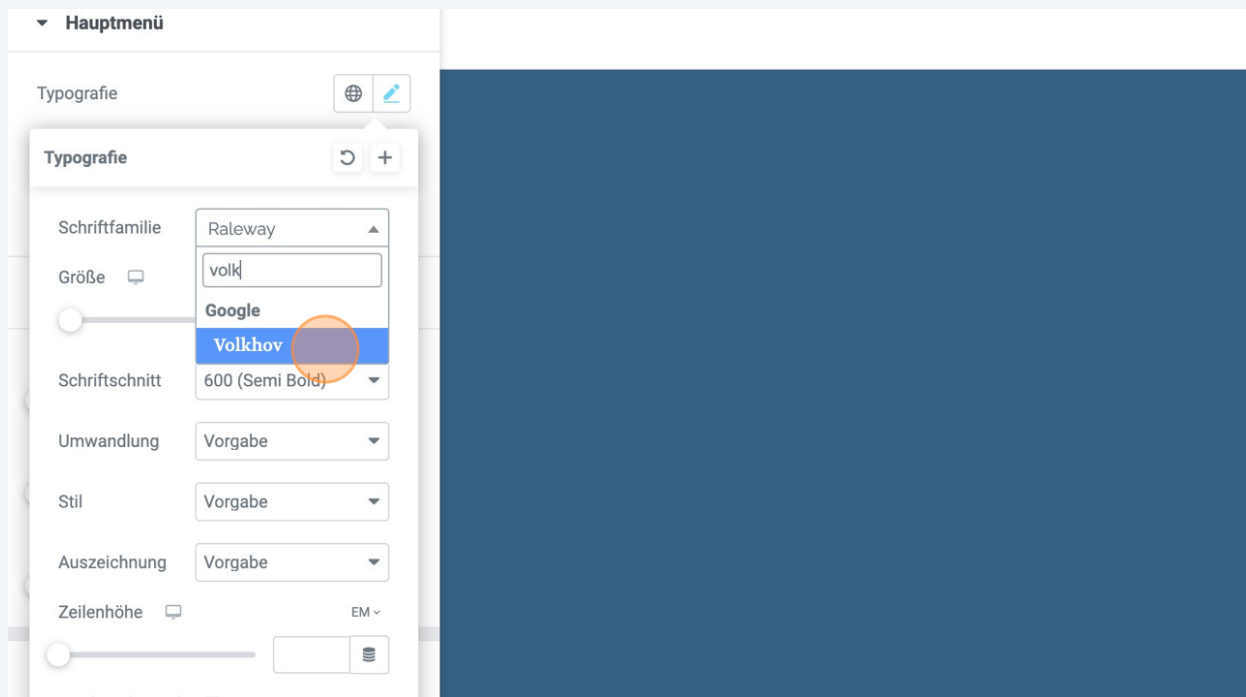 Hauptmenü
Typografie
Typografie
Schriftfamilie Raleway
volk
Größe
Google
Volkhov
Schriftschnitt 600 (Semi Bold)
Umwandlung Vorgabe
Stil Vorgabe
Auszeichnung Vorgabe
Zeilenhöhe EM